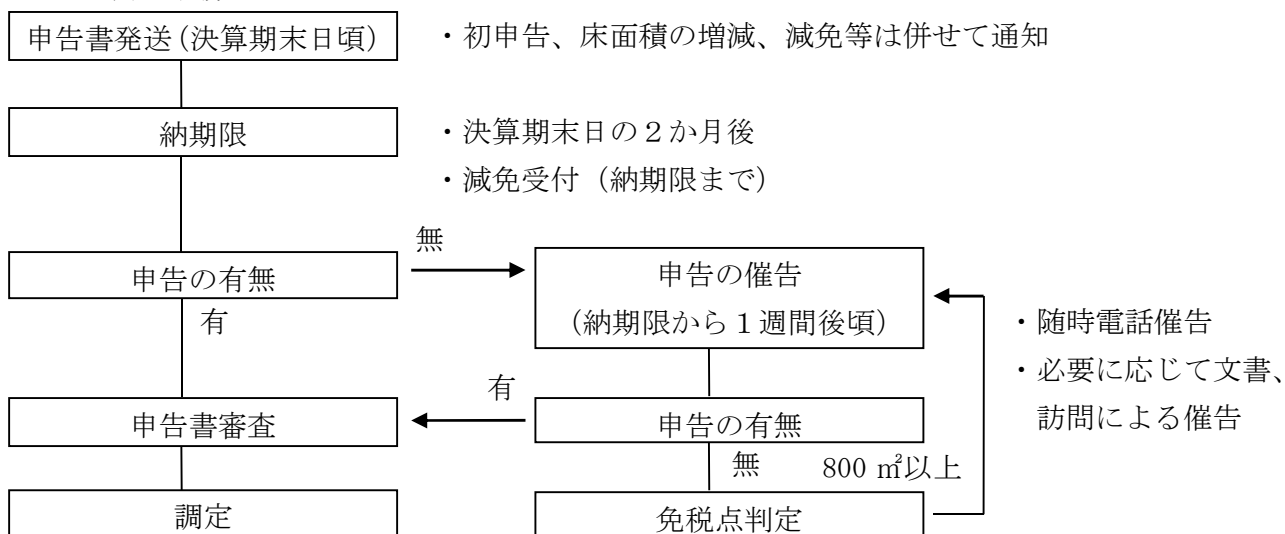 申告書発送(決算期末日頃)
・初申告、床面積の増減、減免等は併せて通知
納期限
・決算期末日の２か月後
・減免受付（納期限まで）
無
申告の有無
申告の催告
（納期限から１週間後頃）
有
・随時電話催告
・必要に応じて文書、
訪問による催告
有
申告書審査
申告の有無
無
800 ㎡以上
調定
免税点判定